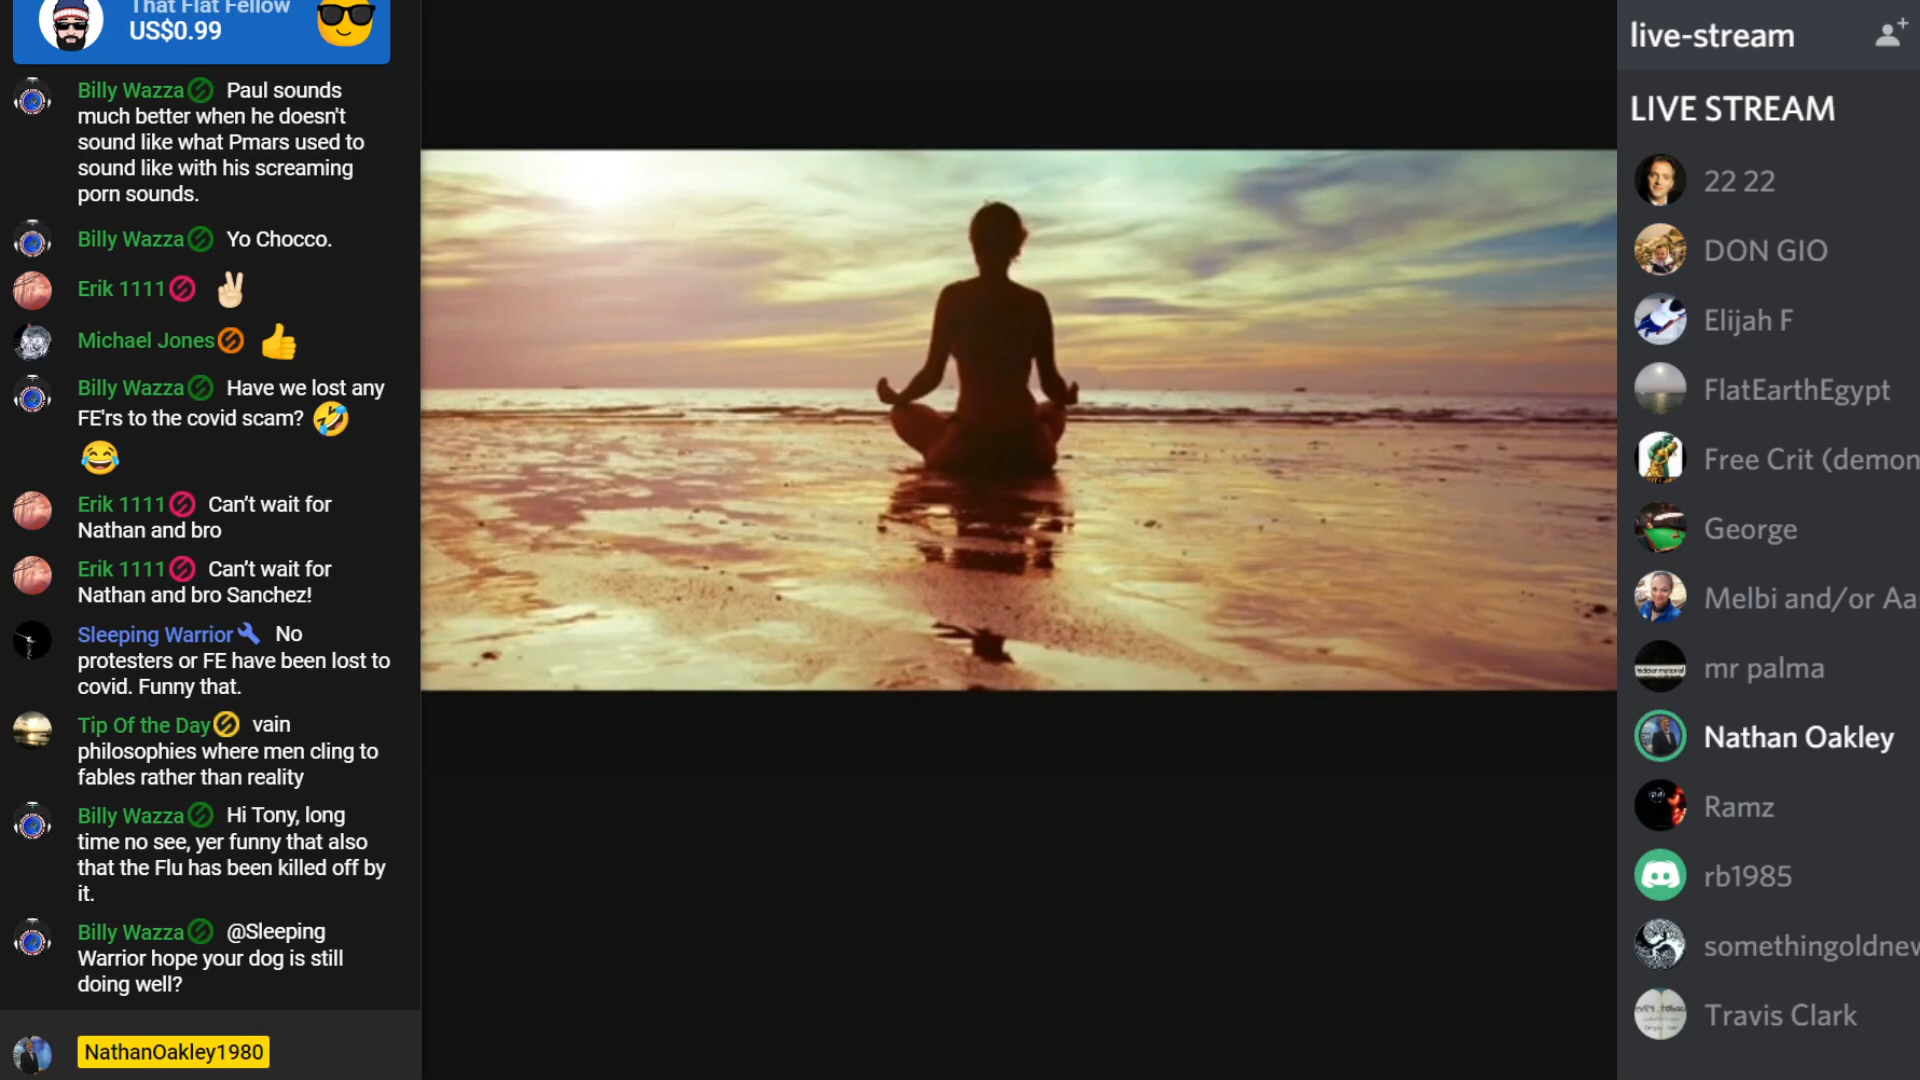 That Flat Fellow
US$0.99
Billy Wazza Paul sounds
much better when he doesn't
sound like what Pmars used to
sound like with his screaming
porn sounds.
Billy Wazza Yo Chocco.
Erik 1111
Michael Jones
Billy Wazza Have we lost any
FE'rs to the covid scam?
Erik 1111 Can't wait for
Nathan and bro
Erik 1111 Can't wait for
Nathan and bro Sanchez!
Sleeping Warrior No
protesters or FE have been lost to
covid. Funny that.
Tip Of the Day vain
philosophies where men cling to
fables rather than reality
Billy Wazza Hi Tony, long
time no see, yer funny that also
that the Flu has been killed off by
it.
Billy Wazza @Sleeping
Warrior hope your dog is still
doing well?
NathanOakley1980
live-stream
LIVE STREAM
22 22
DON GIO
Elijah F
FlatEarthEgypt
Free Crit (demon
George
Melbi and/or Aa
mr palma
Nathan Oakley
Ramz
rb1985
somethingoldnew
Travis Clark